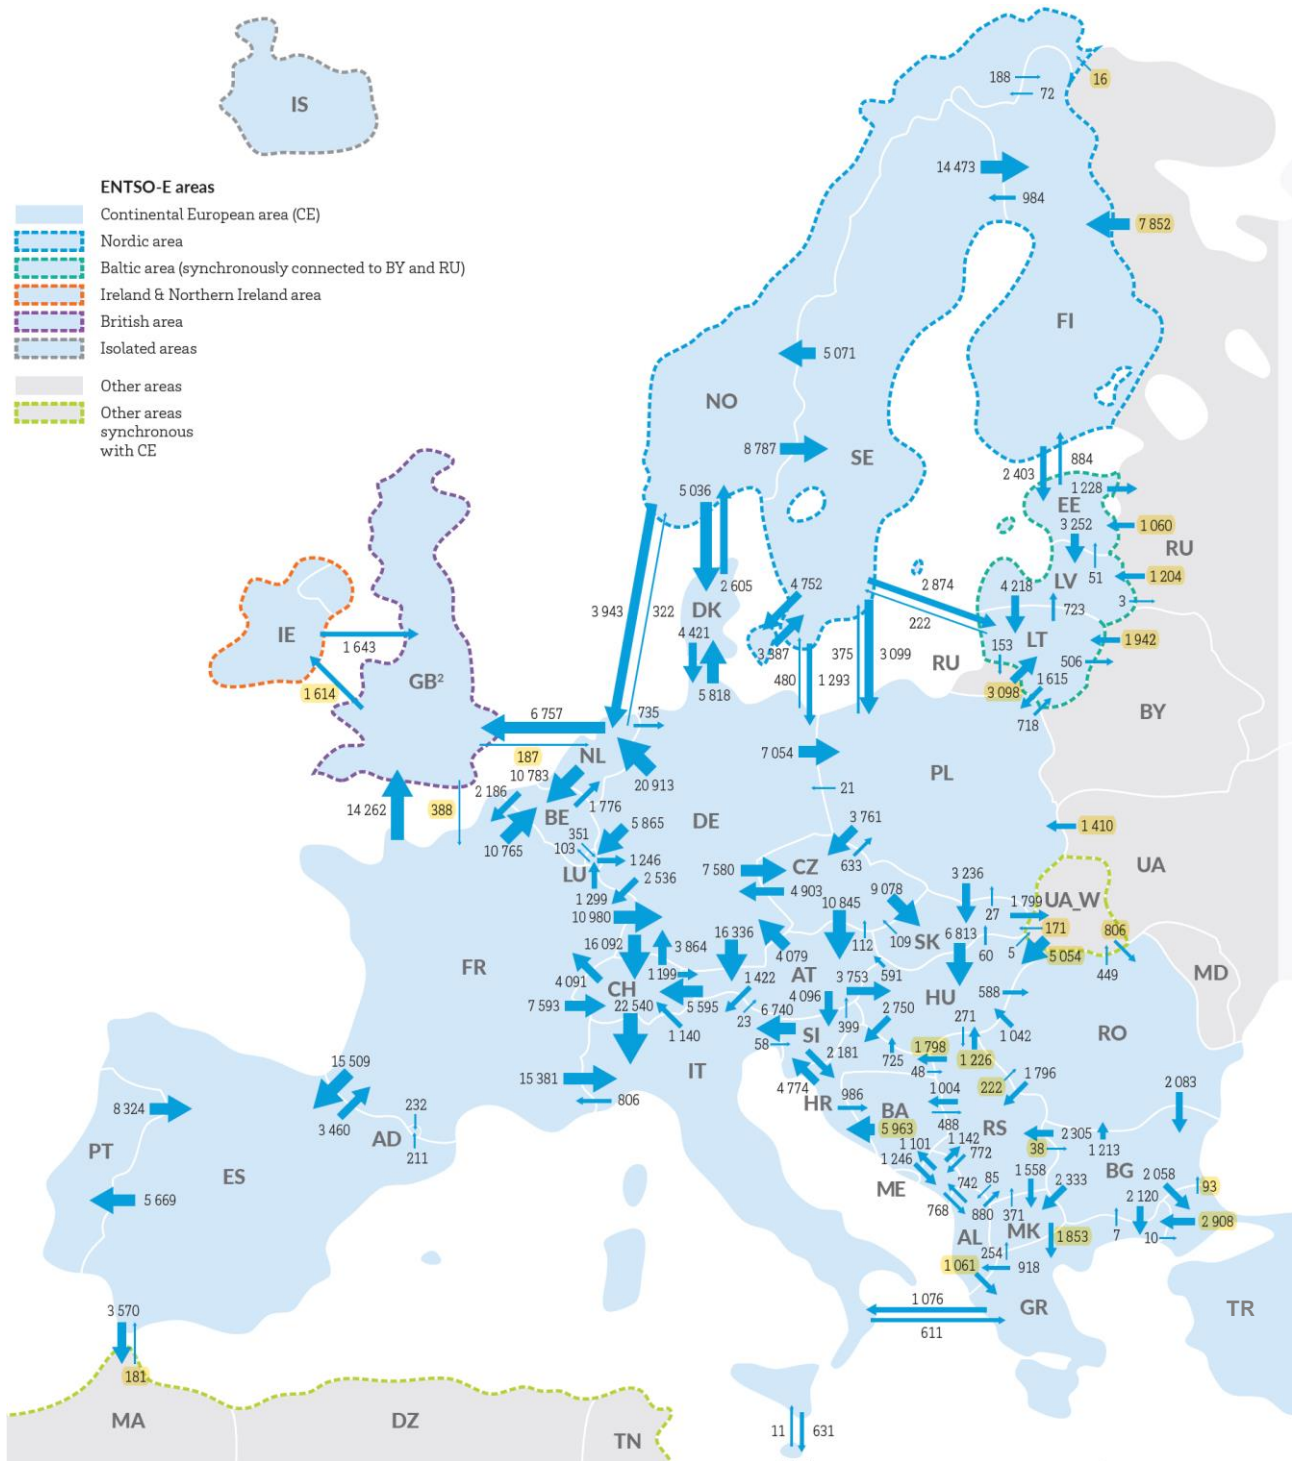 IS
ENTSO-E areas
Continental European area (CE)
Nordic area
Baltic area (synchronously connected to BY and RU)
Ireland & Northern Ireland area
British area
Isolated areas
Other areas
Other areas
synchronous
with CE
188
72
16
14 473
984
7 852
FI
5 071
NO
8 787
SE
2 403
884
1 228
EE
5 036
3 252
1 060
RU
2 605
4 752
2 874
4 218
LV
51
1 204
3 943
322
DK
723
3
IE
1 643
4 421
3 387
375
3 099
222
153
LT
1 942
RU
506
1 614
GB²
480
1 293
3 098
1 615
5 818
718
BY
6 757
735
187
NL
7 054
PL
10 783
20 913
21
2 186
14 262
388
1 776
BE
DE
3 761
1 410
10 765
351
5 865
103
633
UA
LU
1 246
7 580
CZ
1 299
2 536
4 903
9 078
3 236
1 799
UA_W
10 980
10 845
27
171
806
16 336
112
109
SK
6 813
60
5
5 054
FR
16 092
3 864
4 079
449
MD
4 091
1 199
1 422
AT
3 753
591
CH
4 096
HU
588
7 593
22 540
5 595
23
6 740
399
2 750
271
1 042
RO
1 140
58
SI
2 181
725
1 798
1 226
IT
48
15 509
15 381
4 774
986
1 004
222
1 796
806
HR
BA
2 083
8 324
232
488
RS
3 460
AD
5 963
2 305
PT
211
1 101
1 142
38
1 213
ES
1 246
772
BG
ME
85
1 558
2 333
2 058
93
5 669
742
2 120
768
880
371
2 908
AL
MK
1 853
7
10
254
1 061
918
3 570
1 076
GR
TR
611
181
MA
DZ
TN
11
631